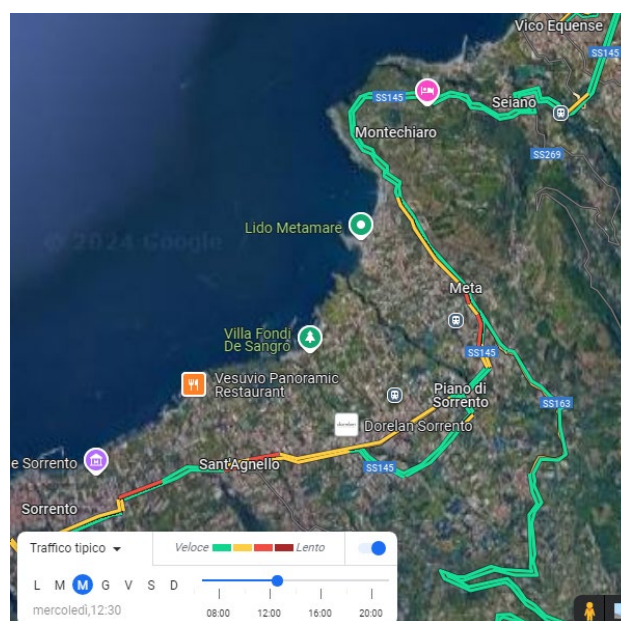 Vico Equense
SS145
SS145
Seiano
Montechiaro
SS269
© 2024 Google
Lido Metamare
Meta
Villa Fondi
De Sangro
SS145
Vesuvio Panoramic
Restaurant
Piano di
Sorrento
SS163
Dorelan Sorrento
e Sorrento
Sant'Agnello
SS145
Sorrento
Traffico tipico
Veloce Lento
L M M G V S D
mercoledì,12:30
08:00 12:00 16:00 20:00